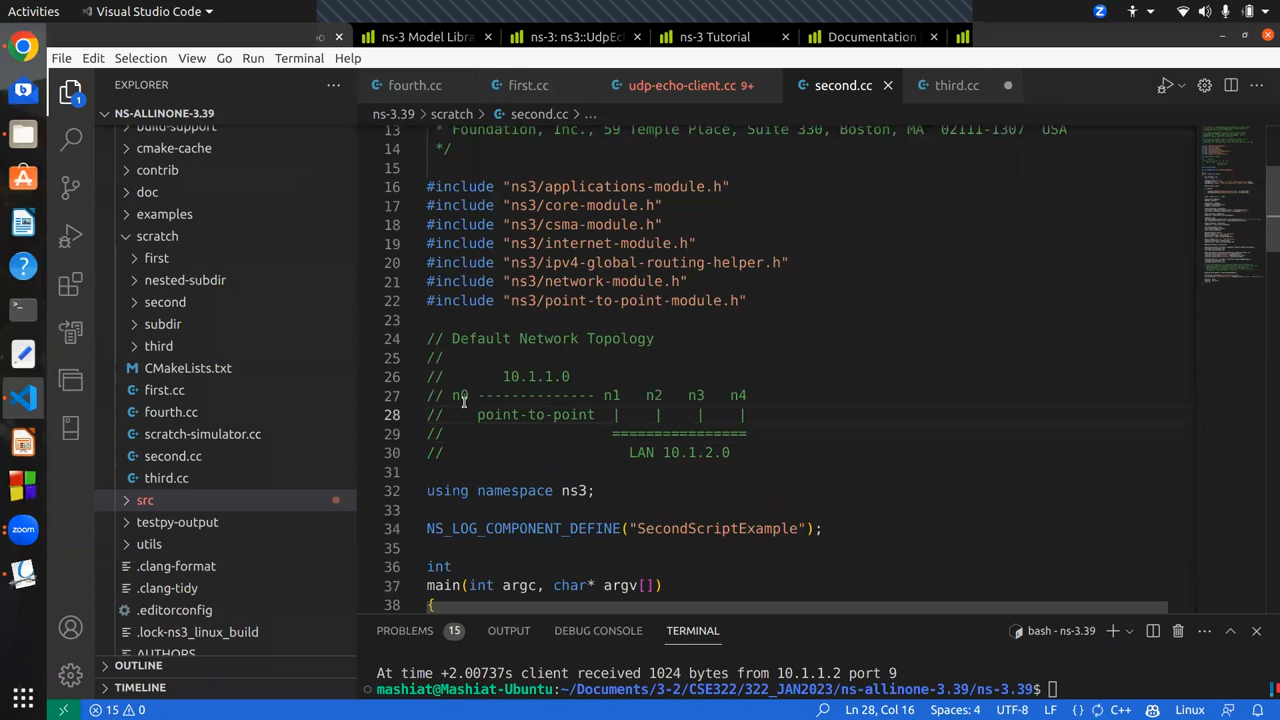 Activities
Visual Studio Code
ns-3 Model Libra
ns-3: ns3::UdpEc
ns-3 Tutorial
Documentation
File Edit Selection View Go Run Terminal Help
EXPLORER
fourth.cc
first.cc
udp-echo-client.cc 9+
second.cc
third.cc
NS-ALLINONE-3.39
ns-3.39 > scratch > second.cc > ...
build-support
cmake-cache
contrib
doc
examples
scratch
first
nested-subdir
second
subdir
third
CMakeLists.txt
first.cc
fourth.cc
scratch-simulator.cc
second.cc
third.cc
src
testpy-output
utils
.clang-format
.clang-tidy
.editorconfig
.lock-ns3_linux_build
AUTHORS
OUTLINE
TIMELINE
13 * Foundation, Inc., 59 Temple Place, Suite 330, Boston, MA  02111-1307  USA
14 */
15
16 #include "ns3/applications-module.h"
17 #include "ns3/core-module.h"
18 #include "ns3/csma-module.h"
19 #include "ns3/internet-module.h"
20 #include "ns3/ipv4-global-routing-helper.h"
21 #include "ns3/network-module.h"
22 #include "ns3/point-to-point-module.h"
23
24 // Default Network Topology
25 //
26 //       10.1.1.0
27 // n0 -------------- n1   n2   n3   n4
28 //    point-to-point  |    |    |    |
29 //                    ================
30 //                      LAN 10.1.2.0
31
32 using namespace ns3;
33
34 NS_LOG_COMPONENT_DEFINE("SecondScriptExample");
35
36 int
37 main(int argc, char* argv[])
38 {
PROBLEMS 15 OUTPUT DEBUG CONSOLE TERMINAL
bash - ns-3.39
At time +2.00737s client received 1024 bytes from 10.1.1.2 port 9
mashiat@Mashiat-Ubuntu:~/Documents/3-2/CSE322/322_JAN2023/ns-allinone-3.39/ns-3.39$
15 0
Ln 28, Col 16 Spaces: 4 UTF-8 LF {} C++ Linux
1
zoom